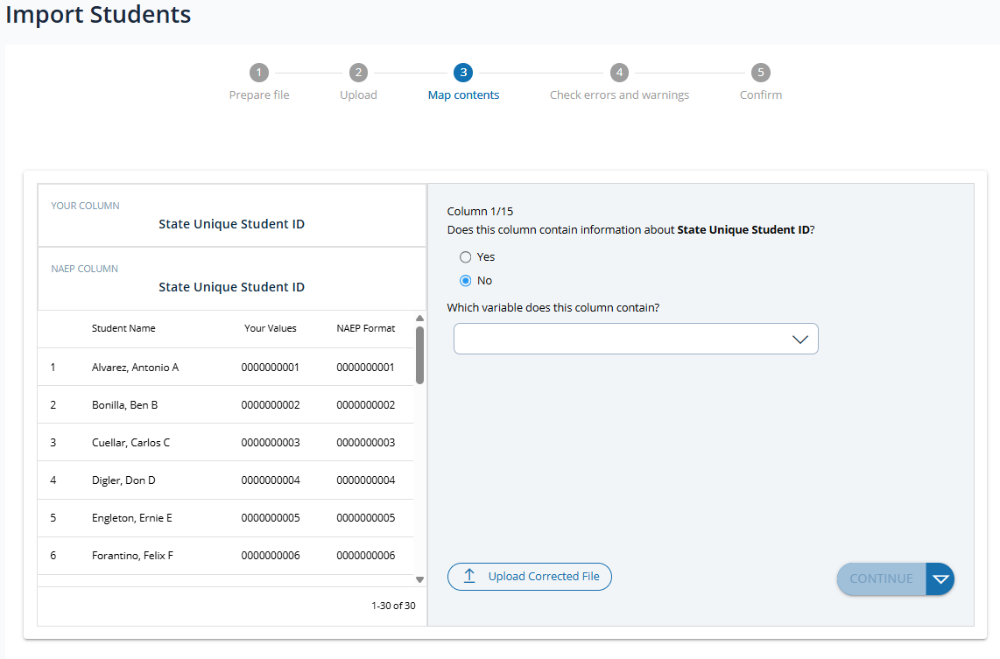 Import Students
1 2 3 4 5
Prepare file Upload Map contents Check errors and warnings Confirm
YOUR COLUMN
State Unique Student ID
NAEP COLUMN
State Unique Student ID
Student Name Your Values NAEP Format
1 Alvarez, Antonio A 0000000001 0000000001
2 Bonilla, Ben B 0000000002 0000000002
3 Cuellar, Carlos C 0000000003 0000000003
4 Digler, Don D 0000000004 0000000004
5 Engleton, Ernie E 0000000005 0000000005
6 Forantino, Felix F 0000000006 0000000006
1-30 of 30
Column 1/15
Does this column contain information about State Unique Student ID?
Yes
No
Which variable does this column contain?
Upload Corrected File
CONTINUE